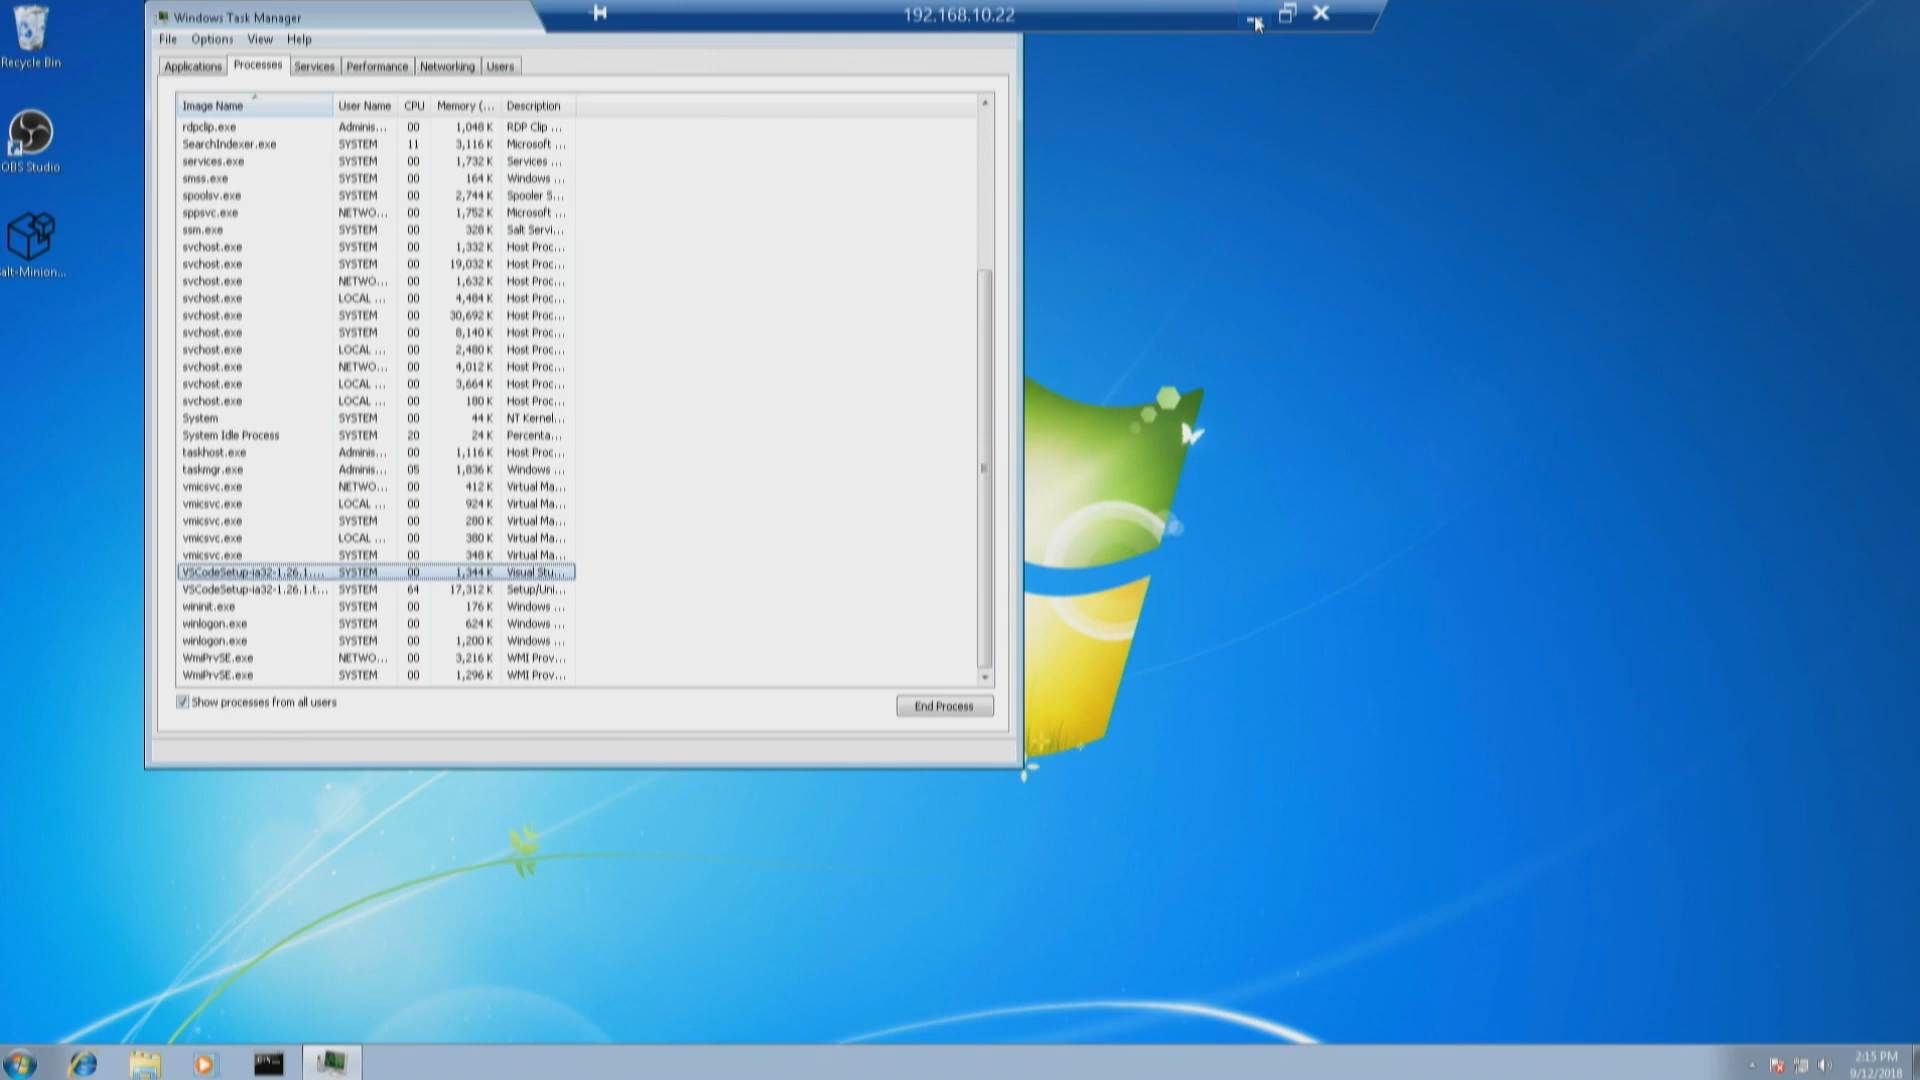 192.168.10.22
Recycle Bin
OBS Studio
alt-Minion...
Windows Task Manager
File Options View Help
Applications Processes Services Performance Networking Users
Image Name User Name CPU Memory (... Description
rdpclip.exe Adminis... 00 1,048 K RDP Clip ...
SearchIndexer.exe SYSTEM 11 3,116 K Microsoft ...
services.exe SYSTEM 00 1,732 K Services ...
smss.exe SYSTEM 00 164 K Windows ...
spoolsv.exe SYSTEM 00 2,744 K Spooler S...
sppsvc.exe NETWO... 00 1,752 K Microsoft ...
ssm.exe SYSTEM 00 328 K Salt Servi...
svchost.exe SYSTEM 00 1,332 K Host Proc...
svchost.exe SYSTEM 00 19,032 K Host Proc...
svchost.exe NETWO... 00 1,632 K Host Proc...
svchost.exe LOCAL ... 00 4,484 K Host Proc...
svchost.exe SYSTEM 00 30,692 K Host Proc...
svchost.exe SYSTEM 00 8,140 K Host Proc...
svchost.exe LOCAL ... 00 2,480 K Host Proc...
svchost.exe NETWO... 00 4,012 K Host Proc...
svchost.exe LOCAL ... 00 3,664 K Host Proc...
svchost.exe LOCAL ... 00 180 K Host Proc...
System SYSTEM 00 44 K NT Kernel...
System Idle Process SYSTEM 20 24 K Percenta...
taskhost.exe Adminis... 00 1,116 K Host Proc...
taskmgr.exe Adminis... 05 1,836 K Windows ...
vmicsvc.exe NETWO... 00 412 K Virtual Ma...
vmicsvc.exe LOCAL ... 00 924 K Virtual Ma...
vmicsvc.exe SYSTEM 00 280 K Virtual Ma...
vmicsvc.exe LOCAL ... 00 380 K Virtual Ma...
vmicsvc.exe SYSTEM 00 348 K Virtual Ma...
VSCodeSetup-ia32-1.26.1.... SYSTEM 00 1,344 K Visual Stu...
VSCodeSetup-ia32-1.26.1.t... SYSTEM 64 17,312 K Setup/Uni...
wininit.exe SYSTEM 00 176 K Windows ...
winlogon.exe SYSTEM 00 624 K Windows ...
winlogon.exe SYSTEM 00 1,200 K Windows ...
WmiPrvSE.exe NETWO... 00 3,216 K WMI Prov...
WmiPrvSE.exe SYSTEM 00 1,296 K WMI Prov...
Show processes from all users
End Process
2:15 PM
9/12/2018